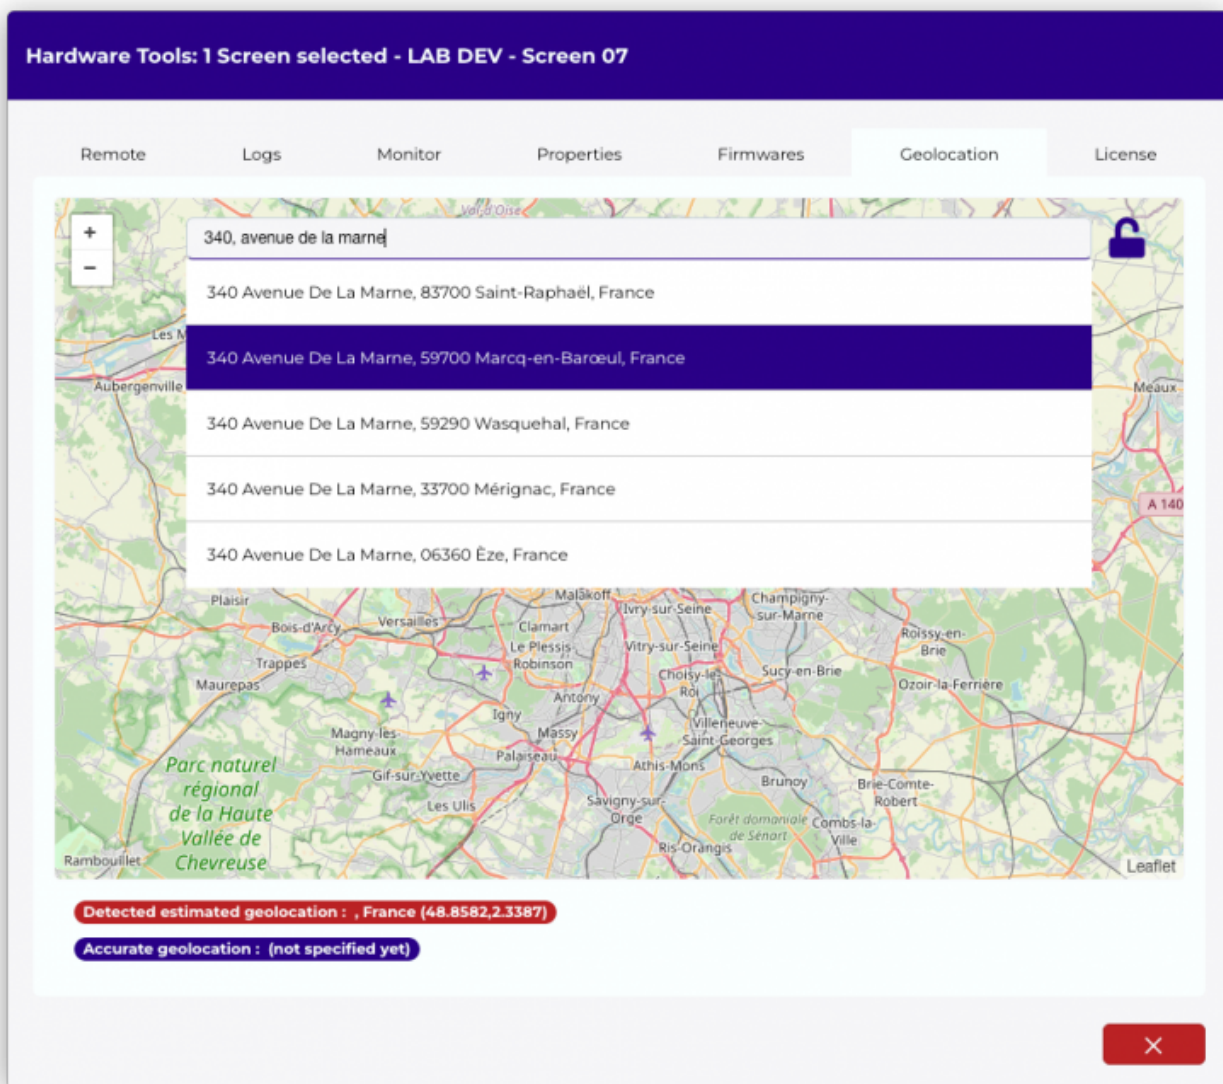 Hardware Tools: 1 Screen selected - LAB DEV - Screen 07
Remote Logs Monitor Properties Firmwares Geolocation License
Val-d'Oise
+
340, avenue de la marne
−
340 Avenue De La Marne, 83700 Saint-Raphaël, France
Les M
340 Avenue De La Marne, 59700 Marcq-en-Barœul, France
Aubergenville
Meaux
340 Avenue De La Marne, 59290 Wasquehal, France
340 Avenue De La Marne, 33700 Mérignac, France
A 140
340 Avenue De La Marne, 06360 Èze, France
Plaisir
Malakoff
Ivry-sur-Seine
Champigny-
sur-Marne
Bois-d'Arcy
Versailles
Clamart
Roissy-en-
Brie
Le Plessis-
Robinson
Vitry-sur-Seine
Trappes
Choisy-le-
Roi
Sucy-en-Brie
Maurepas
Ozoir-la-Ferrière
Antony
Igny
Massy
Villeneuve-
Saint-Georges
Magny-les-
Hameaux
Palaiseau
Athis-Mons
Parc naturel
régional
de la Haute
Vallée de
Chevreuse
Gif-sur-Yvette
Brunoy
Brie-Comte-
Robert
Les Ulis
Savigny-sur-
Orge
Forêt domaniale
de Sénart
Combs-la-
Ville
Ris-Orangis
Rambouillet
Leaflet
Detected estimated geolocation : , France (48.8582,2.3387)
Accurate geolocation : (not specified yet)